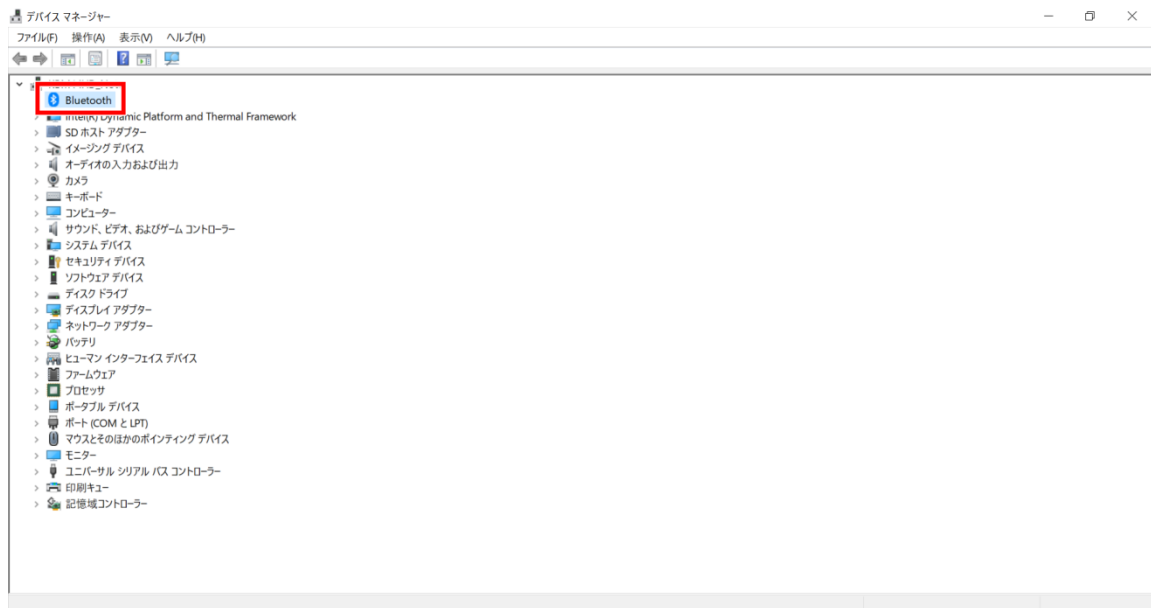 デバイス マネージャー
ファイル(F) 操作(A) 表示(V) ヘルプ(H)
Bluetooth
Intel(R) Dynamic Platform and Thermal Framework
SD ホスト アダプター
イメージング デバイス
オーディオの入力および出力
カメラ
キーボード
コンピューター
サウンド、ビデオ、およびゲーム コントローラー
システム デバイス
セキュリティ デバイス
ソフトウェア デバイス
ディスク ドライブ
ディスプレイ アダプター
ネットワーク アダプター
バッテリ
ヒューマン インターフェイス デバイス
ファームウェア
プロセッサ
ポータブル デバイス
ポート (COM と LPT)
マウスとそのほかのポインティング デバイス
モニター
ユニバーサル シリアル バス コントローラー
印刷キュー
記憶域コントローラー